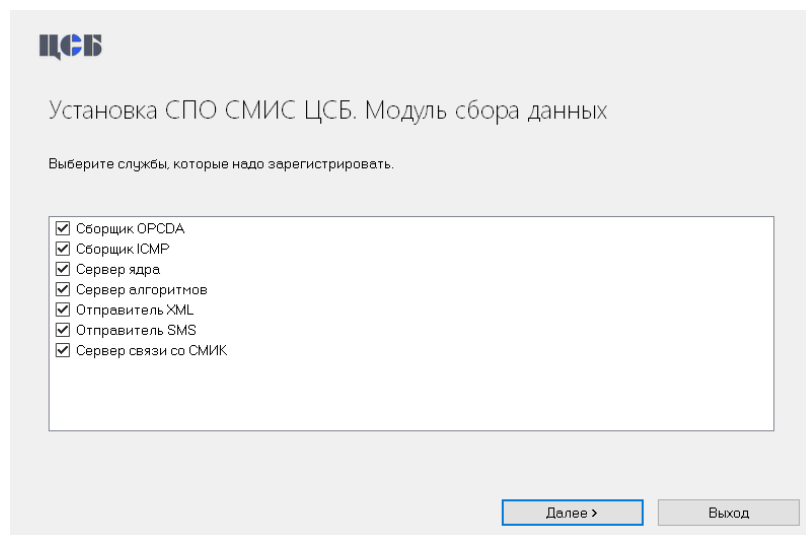 ЦСБ
Установка СПО СМИС ЦСБ. Модуль сбора данных
Выберите службы, которые надо зарегистрировать.
Сборщик OPCDA
Сборщик ICMP
Сервер ядра
Сервер алгоритмов
Отправитель XML
Отправитель SMS
Сервер связи со СМИК
Далее >
Выход